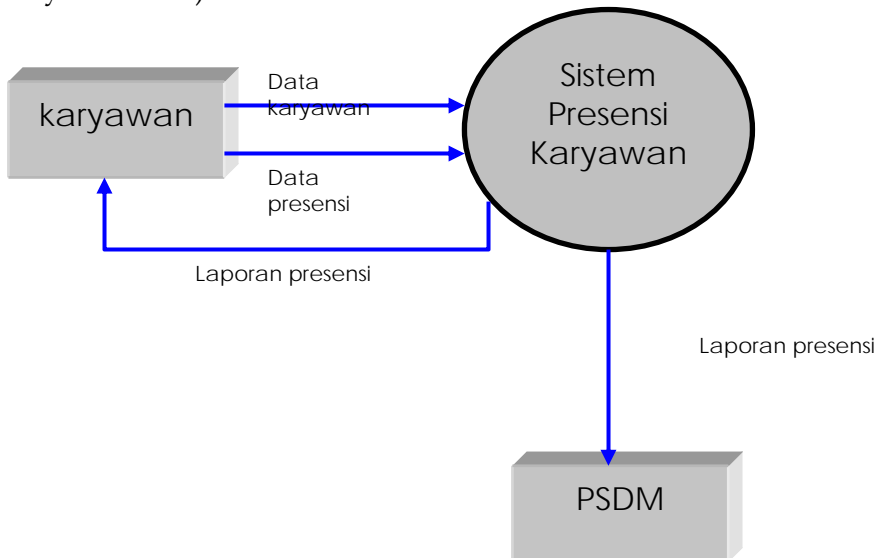 Sistem
Presensi
Karyawan
karyawan
Data
karyawan
Data
presensi
Laporan presensi
Laporan presensi
PSDM